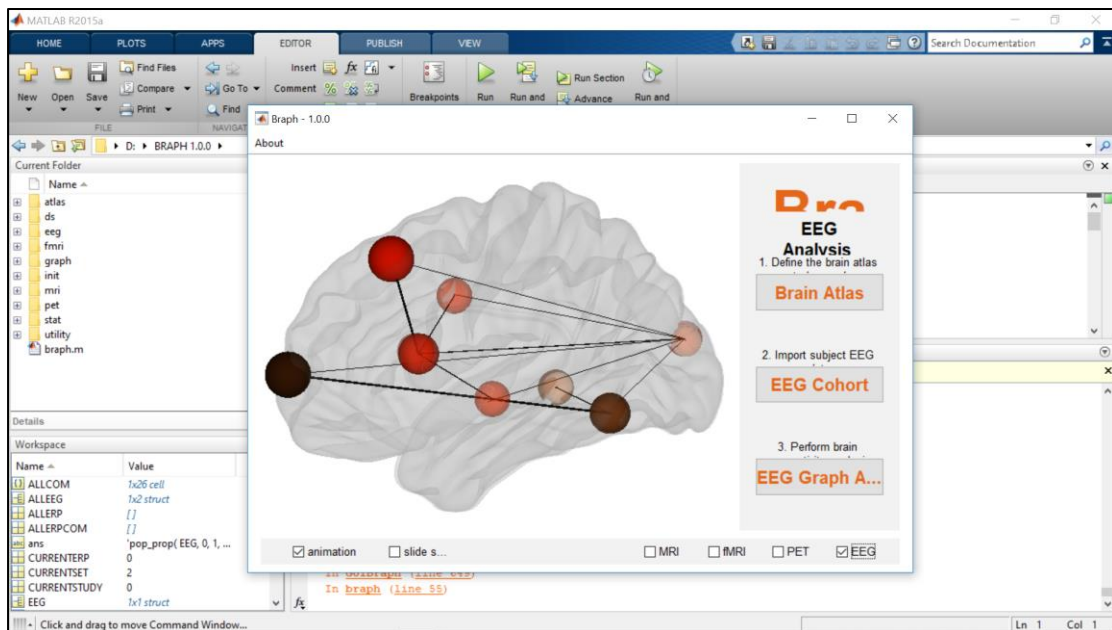 MATLAB R2015a
HOME PLOTS APPS EDITOR PUBLISH VIEW
Search Documentation
New Open Save
Find Files
Compare
Print
Go To
Find
Insert
Comment
Breakpoints
Run
Run and
Run Section
Advance
Run and
FILE
NAVIGAT
D: BRAPH 1.0.0
Current Folder
Name
atlas
ds
eeg
fmri
graph
init
mri
pet
stat
utility
braph.m
Details
Workspace
Name Value
ALLCOM 1x26 cell
ALLEEG 1x2 struct
ALLERP []
ALLERPCOM []
ans 'pop_prop( EEG, 0, 1, ...
CURRENTERP 0
CURRENTSET 2
CURRENTSTUDY 0
EEG 1x1 struct
Braph - 1.0.0
About
EEG
Analysis
1. Define the brain atlas
Brain Atlas
2. Import subject EEG
EEG Cohort
3. Perform brain
EEG Graph A...
animation slide s... MRI fMRI PET EEG
In braph (line 55)
fx
Click and drag to move Command Window...
Ln 1 Col 1